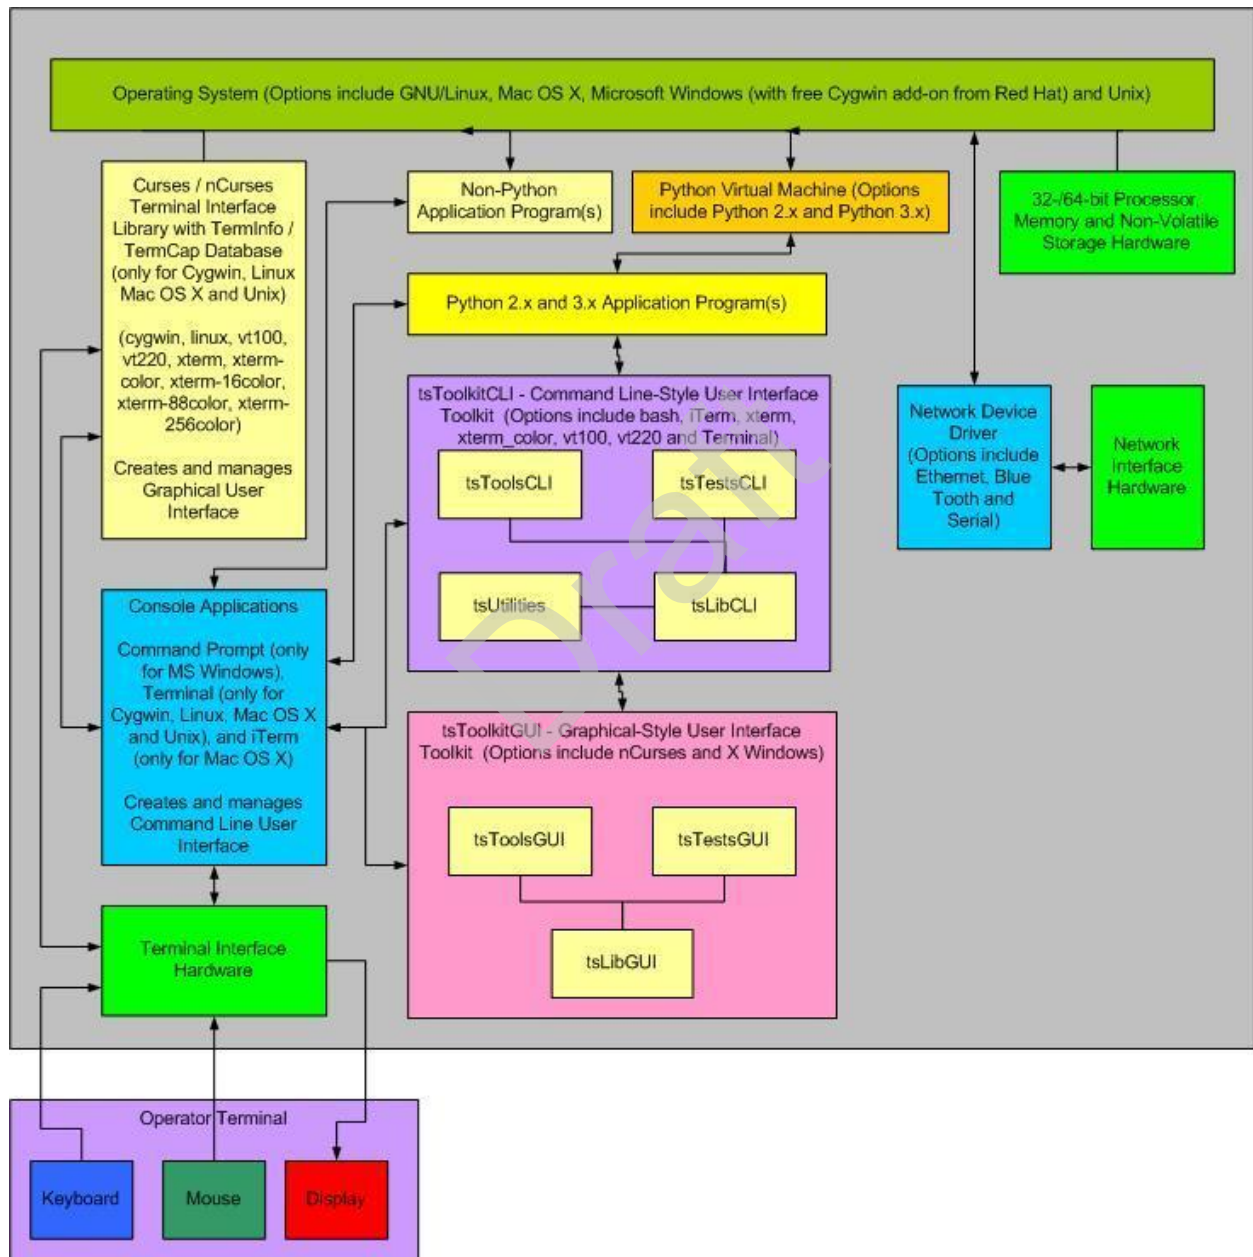 Operating System (Options include GNU/Linux, Mac OS X, Microsoft Windows (with free Cygwin add-on from Red Hat) and Unix)
Curses / nCurses
Terminal Interface
Library with TermInfo /
TermCap Database
(only for Cygwin, Linux
Mac OS X and Unix)
(cygwin, linux, vt100,
vt220, xterm, xterm-
color, xterm-16color,
xterm-88color, xterm-
256color)
Creates and manages
Graphical User
Interface
Non-Python
Application Program(s)
Python Virtual Machine (Options
include Python 2.x and Python 3.x)
32-/64-bit Processor,
Memory and Non-Volatile
Storage Hardware
Python 2.x and 3.x Application Program(s)
tsToolkitCLI - Command Line-Style User Interface
Toolkit (Options include bash, iTerm, xterm,
xterm_color, vt100, vt220 and Terminal)
tsToolsCLI
tsTestsCLI
tsUtilities
tsLibCLI
Network Device
Driver
(Options include
Ethernet, Blue
Tooth and
Serial)
Network
Interface
Hardware
Console Applications
Command Prompt (only
for MS Windows),
Terminal (only for
Cygwin, Linux, Mac OS X
and Unix), and iTerm
(only for Mac OS X)
Creates and manages
Command Line User
Interface
tsToolkitGUI - Graphical-Style User Interface
Toolkit (Options include nCurses and X Windows)
tsToolsGUI
tsTestsGUI
tsLibGUI
Terminal Interface
Hardware
Operator Terminal
Keyboard
Mouse
Display
Draft